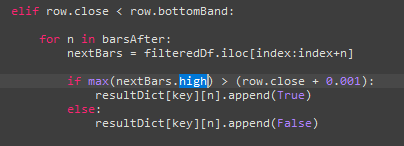 elif row.close < row.bottomBand:
for n in barsAfter:
nextBars = filteredDf.iloc[index:index+n]
if max(nextBars.high) > (row.close + 0.001):
resultDict[key][n].append(True)
else:
resultDict[key][n].append(False)